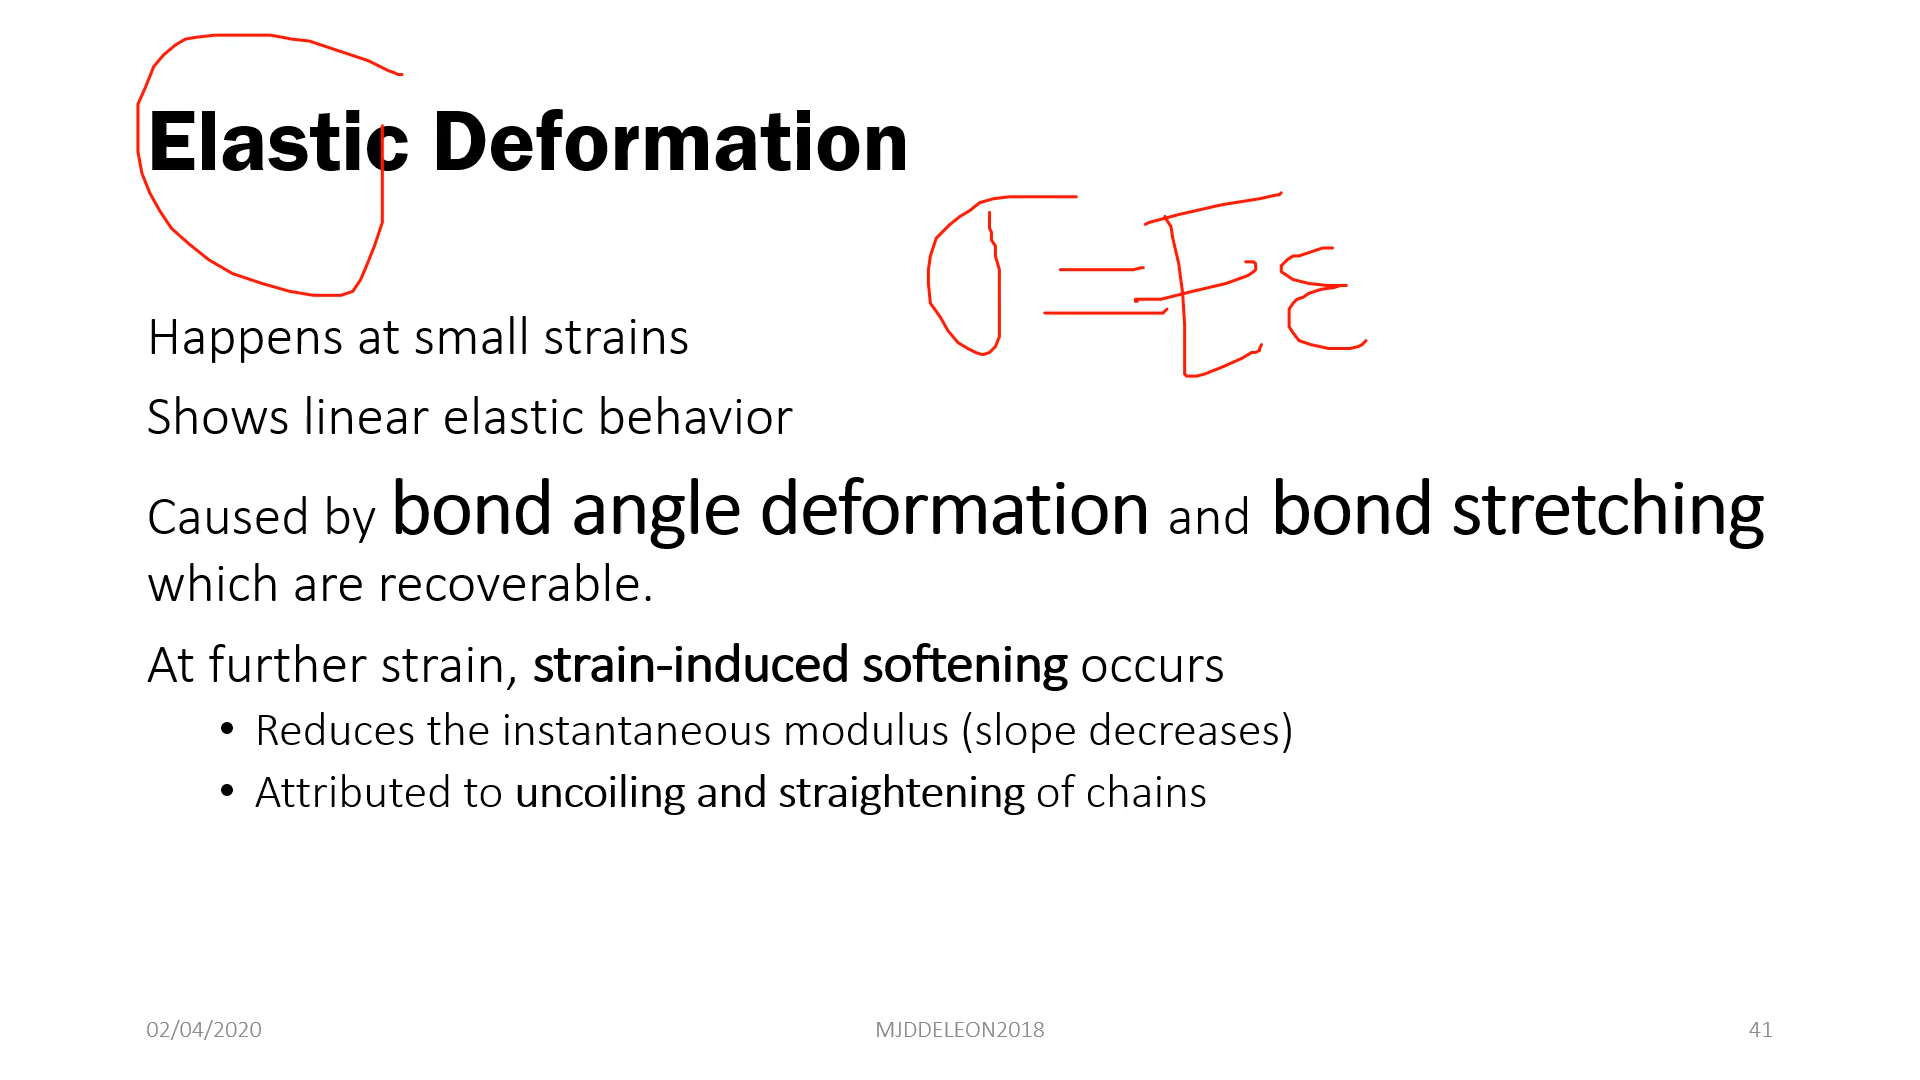 Elastic Deformation
σ = Eε
Happens at small strains
Shows linear elastic behavior
Caused by bond angle deformation and bond stretching
which are recoverable.
At further strain, strain-induced softening occurs
• Reduces the instantaneous modulus (slope decreases)
• Attributed to uncoiling and straightening of chains
02/04/2020 MJDDELEON2018 41